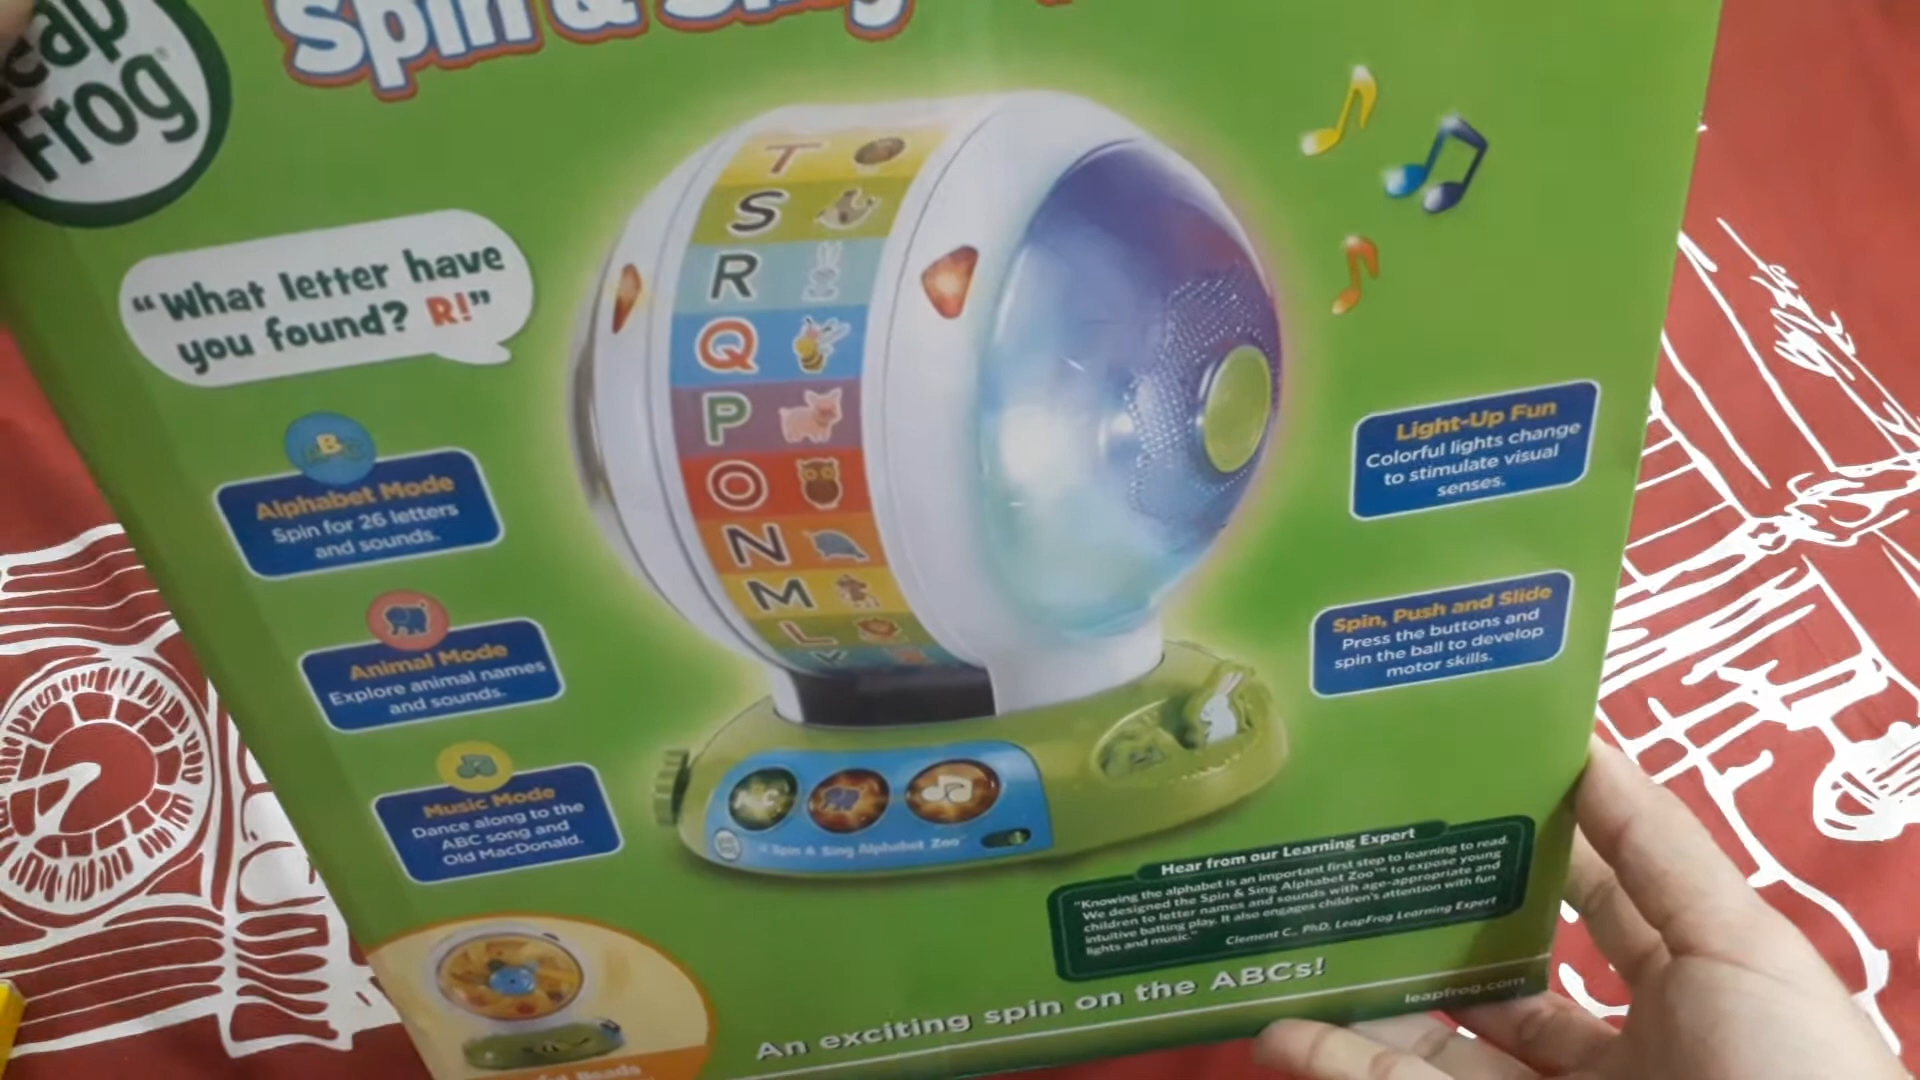 Spin &
Frog
"What letter have
you found? R!"
T
S
R
Q
P
O
N
M
L
B
Alphabet Mode
Spin for 26 letters
and sounds.
Animal Mode
Explore animal names
and sounds.
Music Mode
Dance along to the
ABC song and
Old MacDonald.
Light-Up Fun
Colorful lights change
to stimulate visual
senses.
Spin, Push and Slide
Press the buttons and
spin the ball to develop
motor skills.
Spin & Sing Alphabet Zoo™
Hear from our Learning Expert
"Knowing the alphabet is an important first step to learning to read.
We designed the Spin & Sing Alphabet Zoo™ to expose young
children to letter names and sounds with age-appropriate and
intuitive batting play. It also engages children's attention with fun
lights and music."
Clement C., PhD, LeapFrog Learning Expert
An exciting spin on the ABCs!
leapfrog.com
Beads